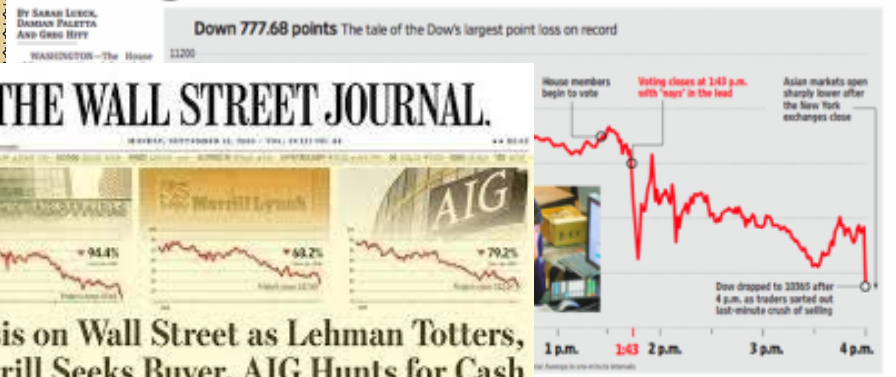 BY SARAH LUECK,
DAMIAN PALETTA
AND GREG HITT
WASHINGTON—The House
Down 777.68 points The tale of the Dow's largest point loss on record
11200
House members
begin to vote
Voting closes at 1:43 p.m.
with 'nays' in the lead
Asian markets open
sharply lower after
the New York
exchanges close
Dow dropped to 10365 after
4 p.m. as traders sorted out
last-minute crush of selling
1 p.m. 1:43 2 p.m. 3 p.m. 4 p.m.
THE WALL STREET JOURNAL.
Merrill Lynch
AIG
94.4%
68.2%
79.2%
is on Wall Street as Lehman Totters,
rill Seeks Buyer, AIG Hunts for Cash